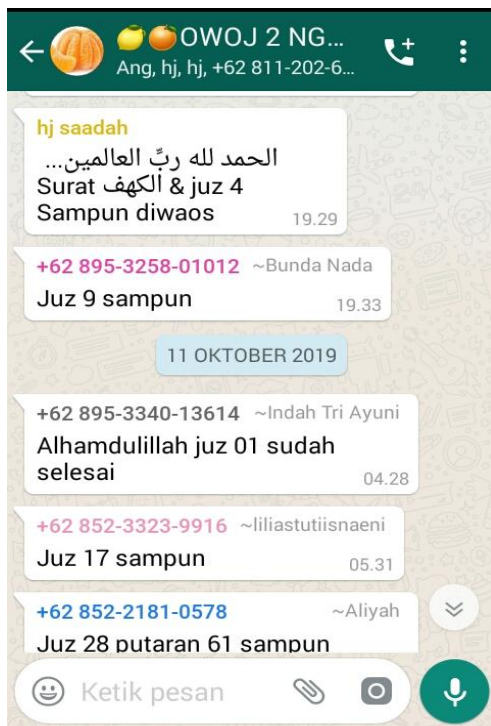 🍋🍊OWOJ 2 NG...
Ang, hj, hj, +62 811-202-6...
hj saadah
الحمد لله ربِّ العالمين...
Surat الكهف & juz 4
Sampun diwaos
19.29
+62 895-3258-01012 ~Bunda Nada
Juz 9 sampun
19.33
11 OKTOBER 2019
+62 895-3340-13614 ~Indah Tri Ayuni
Alhamdulillah juz 01 sudah
selesai
04.28
+62 852-3323-9916 ~liliastutiisnaeni
Juz 17 sampun
05.31
+62 852-2181-0578 ~Aliyah
Juz 28 putaran 61 sampun
Ketik pesan